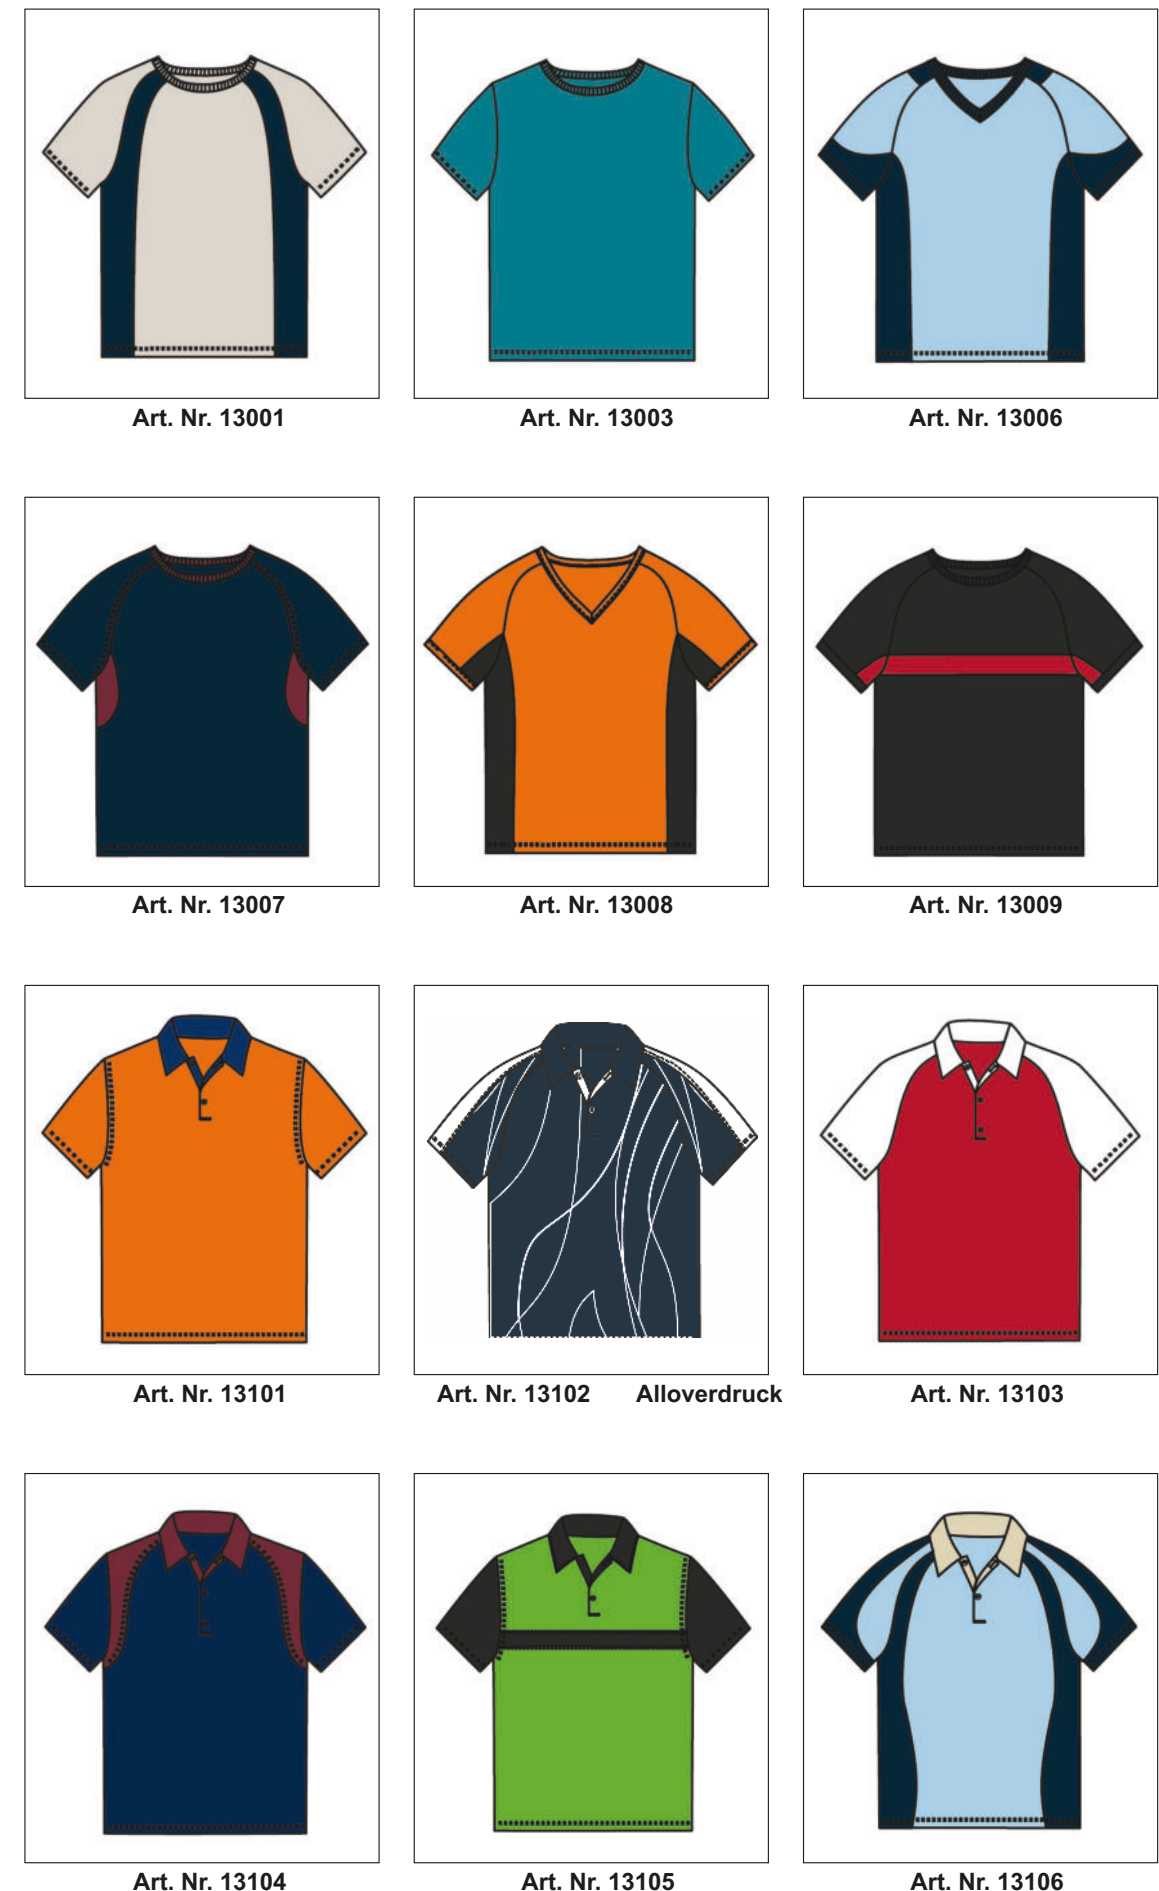 Art. Nr. 13001
Art. Nr. 13003
Art. Nr. 13006
Art. Nr. 13007
Art. Nr. 13008
Art. Nr. 13009
Art. Nr. 13101
Art. Nr. 13102 Alloverdruck
Art. Nr. 13103
Art. Nr. 13104
Art. Nr. 13105
Art. Nr. 13106